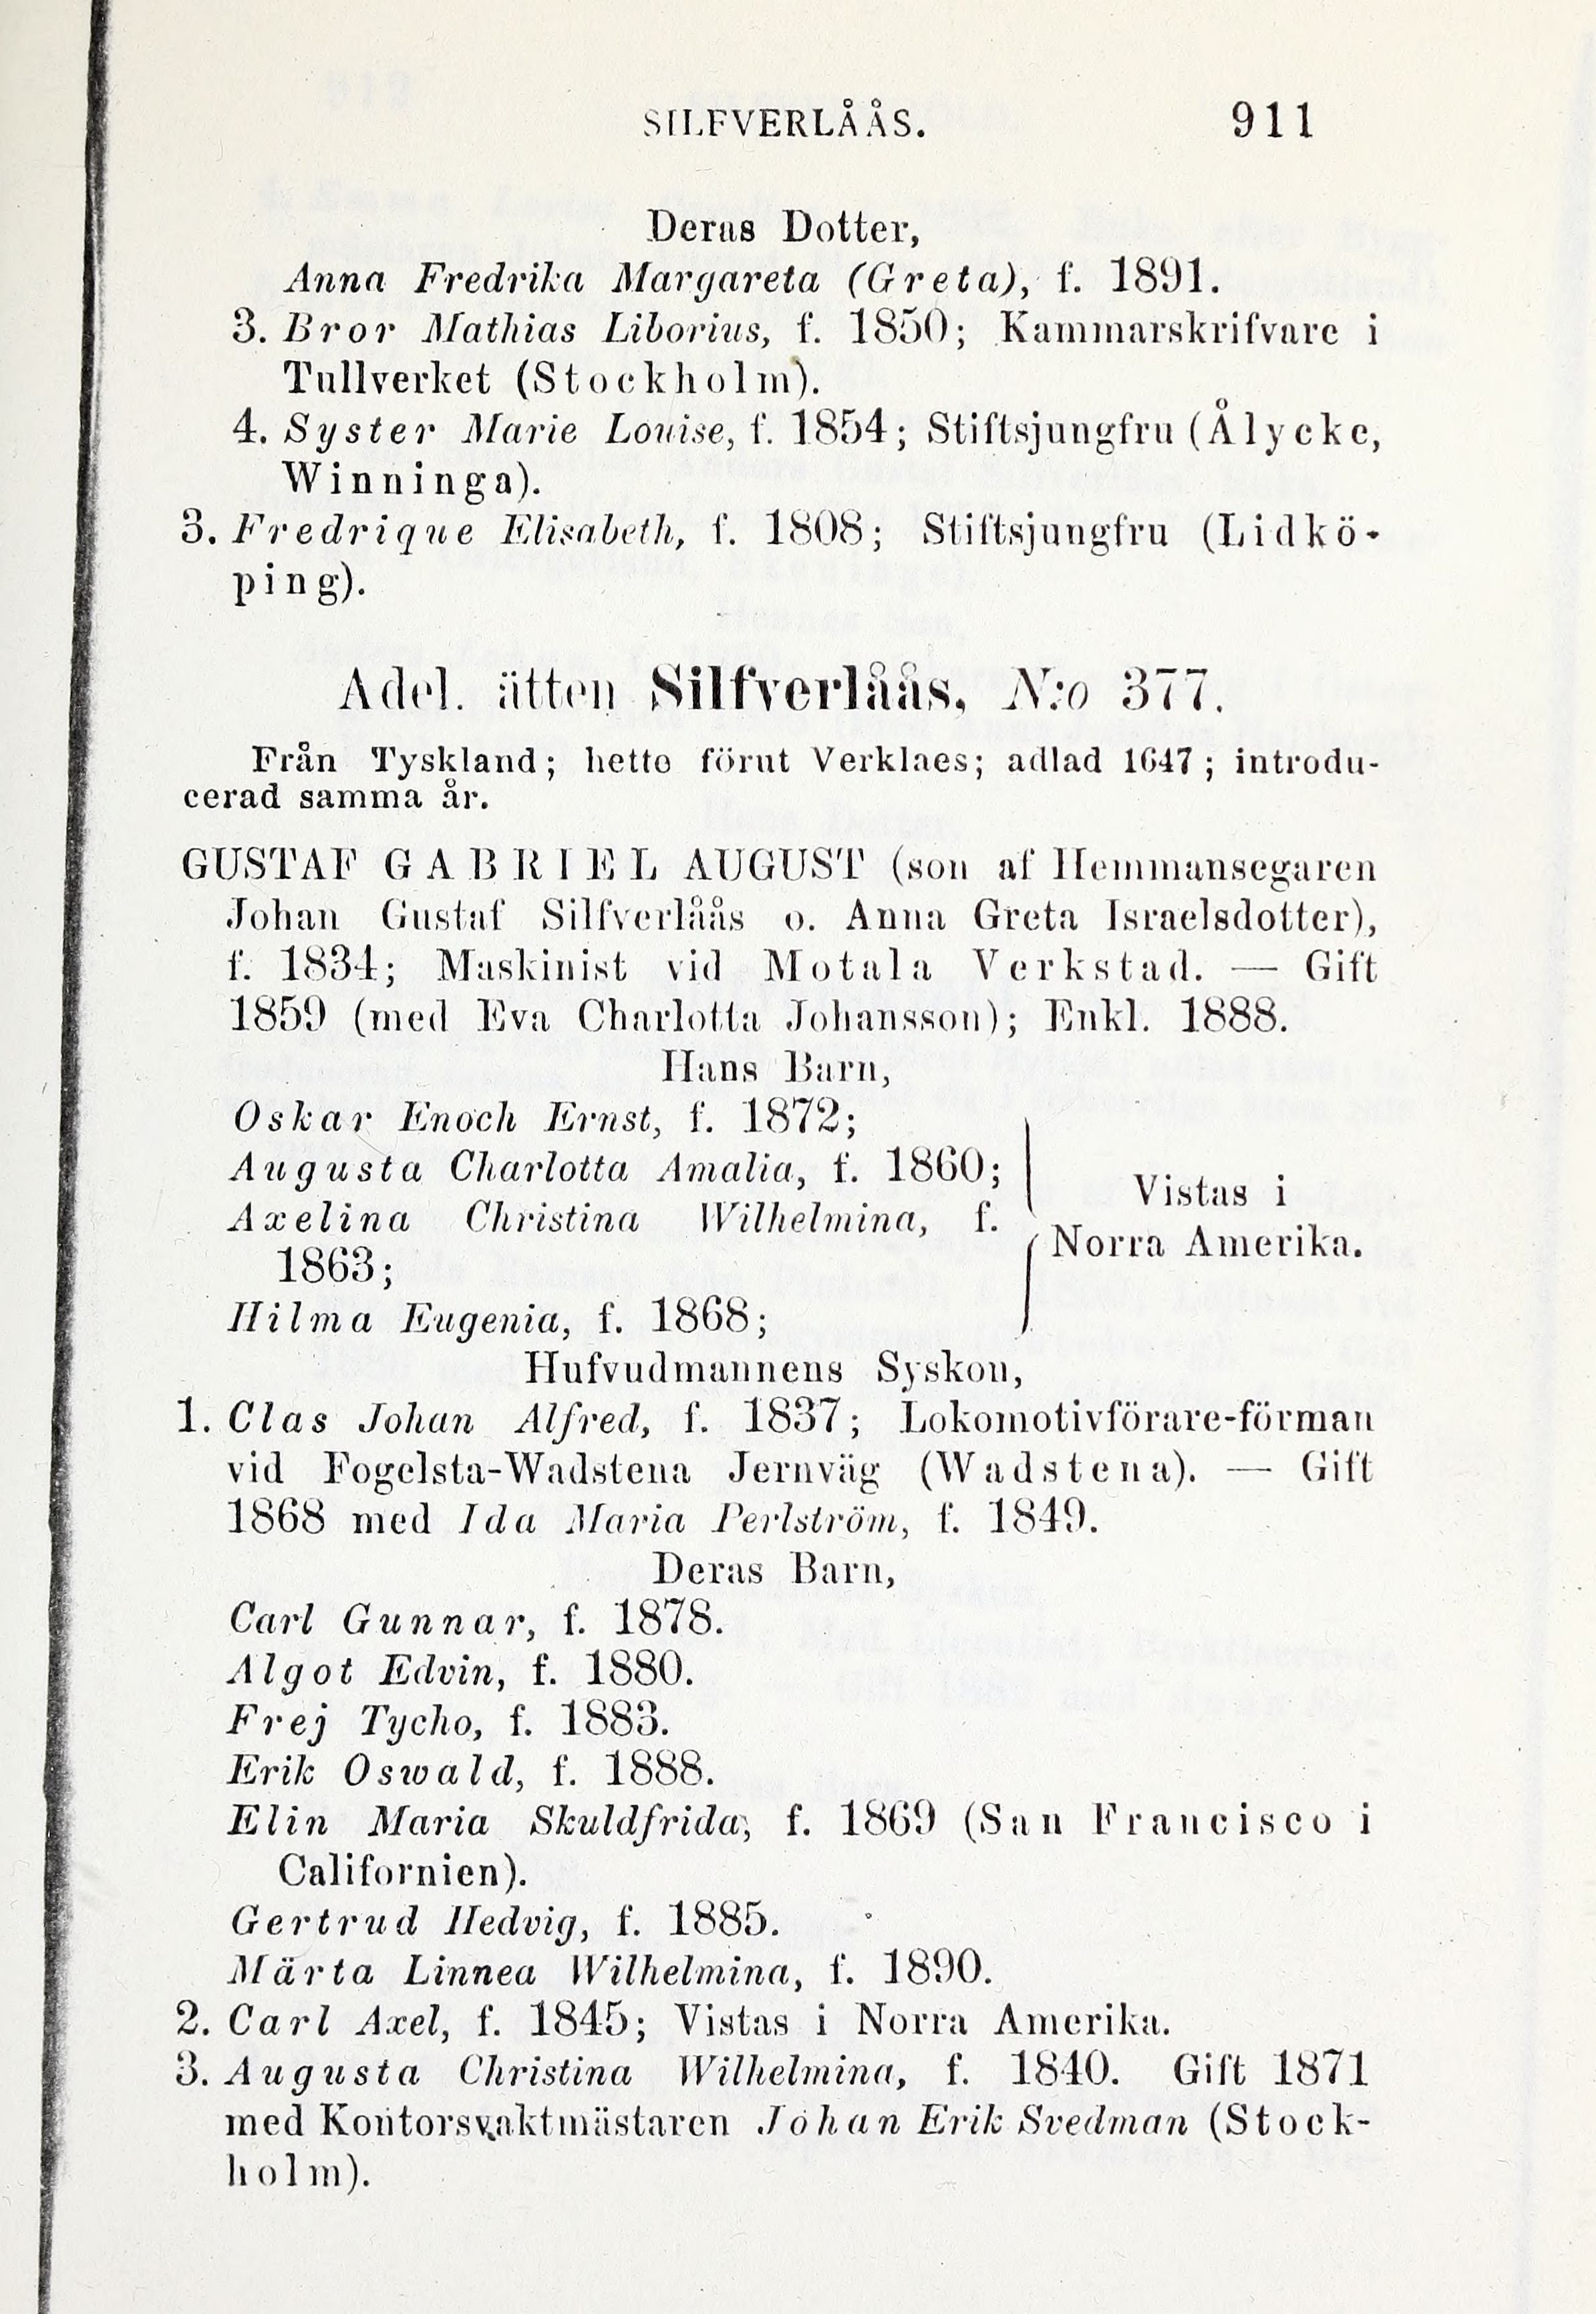 SILFVERLÅÅS. 911
Deras Dotter,
Anna Fredrika Margareta (Greta), f. 1891.
3. Bror Mathias Liborius, f. 1850; Kammarskrifvare i
Tullverket (Stockholm).
4. Syster Marie Louise, f. 1854; Stiftsjungfru (Ålycke,
Winninga).
3. Fredrique Elisabeth, f. 1808; Stiftsjungfru (Lidkö-
ping).
Adel. ätten Silfverlåås, N:o 377.
Från Tyskland; hette förut Verklaes; adlad 1647; introdu-
cerad samma år.
GUSTAF GABRIEL AUGUST (son af Hemmansegaren
Johan Gustaf Silfverlåås o. Anna Greta Israelsdotter),
f. 1834; Maskinist vid Motala Verkstad. — Gift
1859 (med Eva Charlotta Johansson); Enkl. 1888.
Hans Barn,
Oskar Enoch Ernst, f. 1872;
Augusta Charlotta Amalia, f. 1860;
Axelina Christina Wilhelmina, f.
1863;
Hilma Eugenia, f. 1868;
Vistas i
Norra Amerika.
Hufvudmannens Syskon,
1. Clas Johan Alfred, f. 1837; Lokomotivförare-förman
vid Fogelsta-Wadstena Jernväg (Wadstena). — Gift
1868 med Ida Maria Perlström, f. 1849.
Deras Barn,
Carl Gunnar, f. 1878.
Algot Edvin, f. 1880.
Frej Tycho, f. 1883.
Erik Oswald, f. 1888.
Elin Maria Skuldfrida, f. 1869 (San Francisco i
Californien).
Gertrud Hedvig, f. 1885.
Märta Linnea Wilhelmina, f. 1890.
2. Carl Axel, f. 1845; Vistas i Norra Amerika.
3. Augusta Christina Wilhelmina, f. 1840. Gift 1871
med Kontorsvaktmästaren Johan Erik Svedman (Stock-
holm).